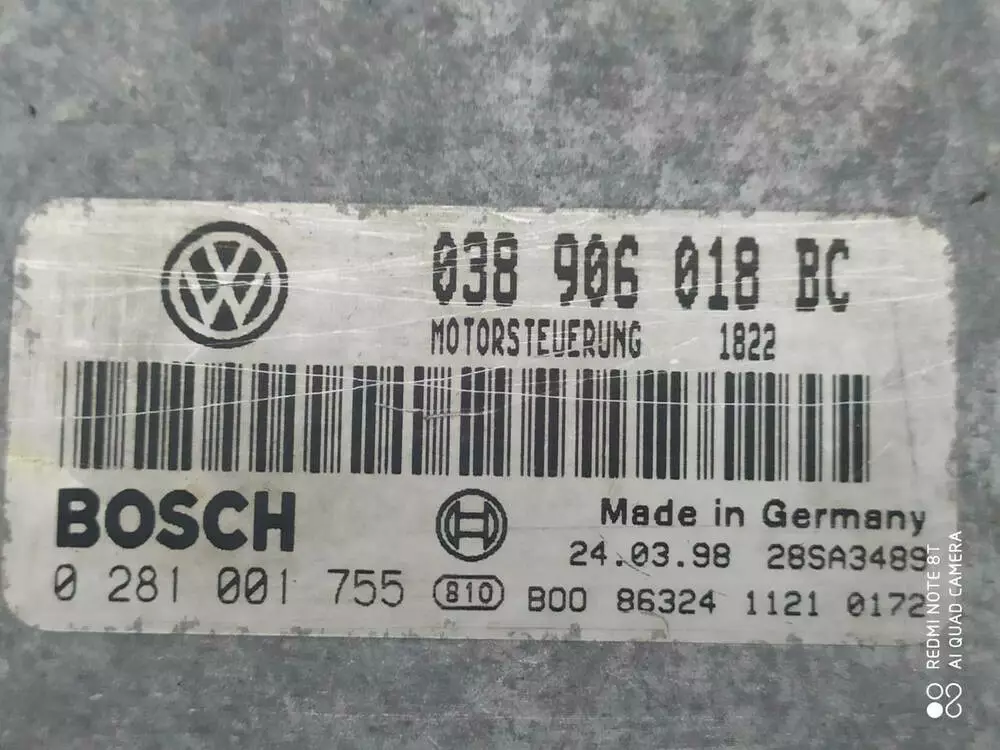 038 906 018 BC
MOTORSTEUERUNG 1822
BOSCH
Made in Germany
24.03.98 28SA3489
0 281 001 755 810 B00 86324 1121 0172
REDMI NOTE 8T
AI QUAD CAMERA